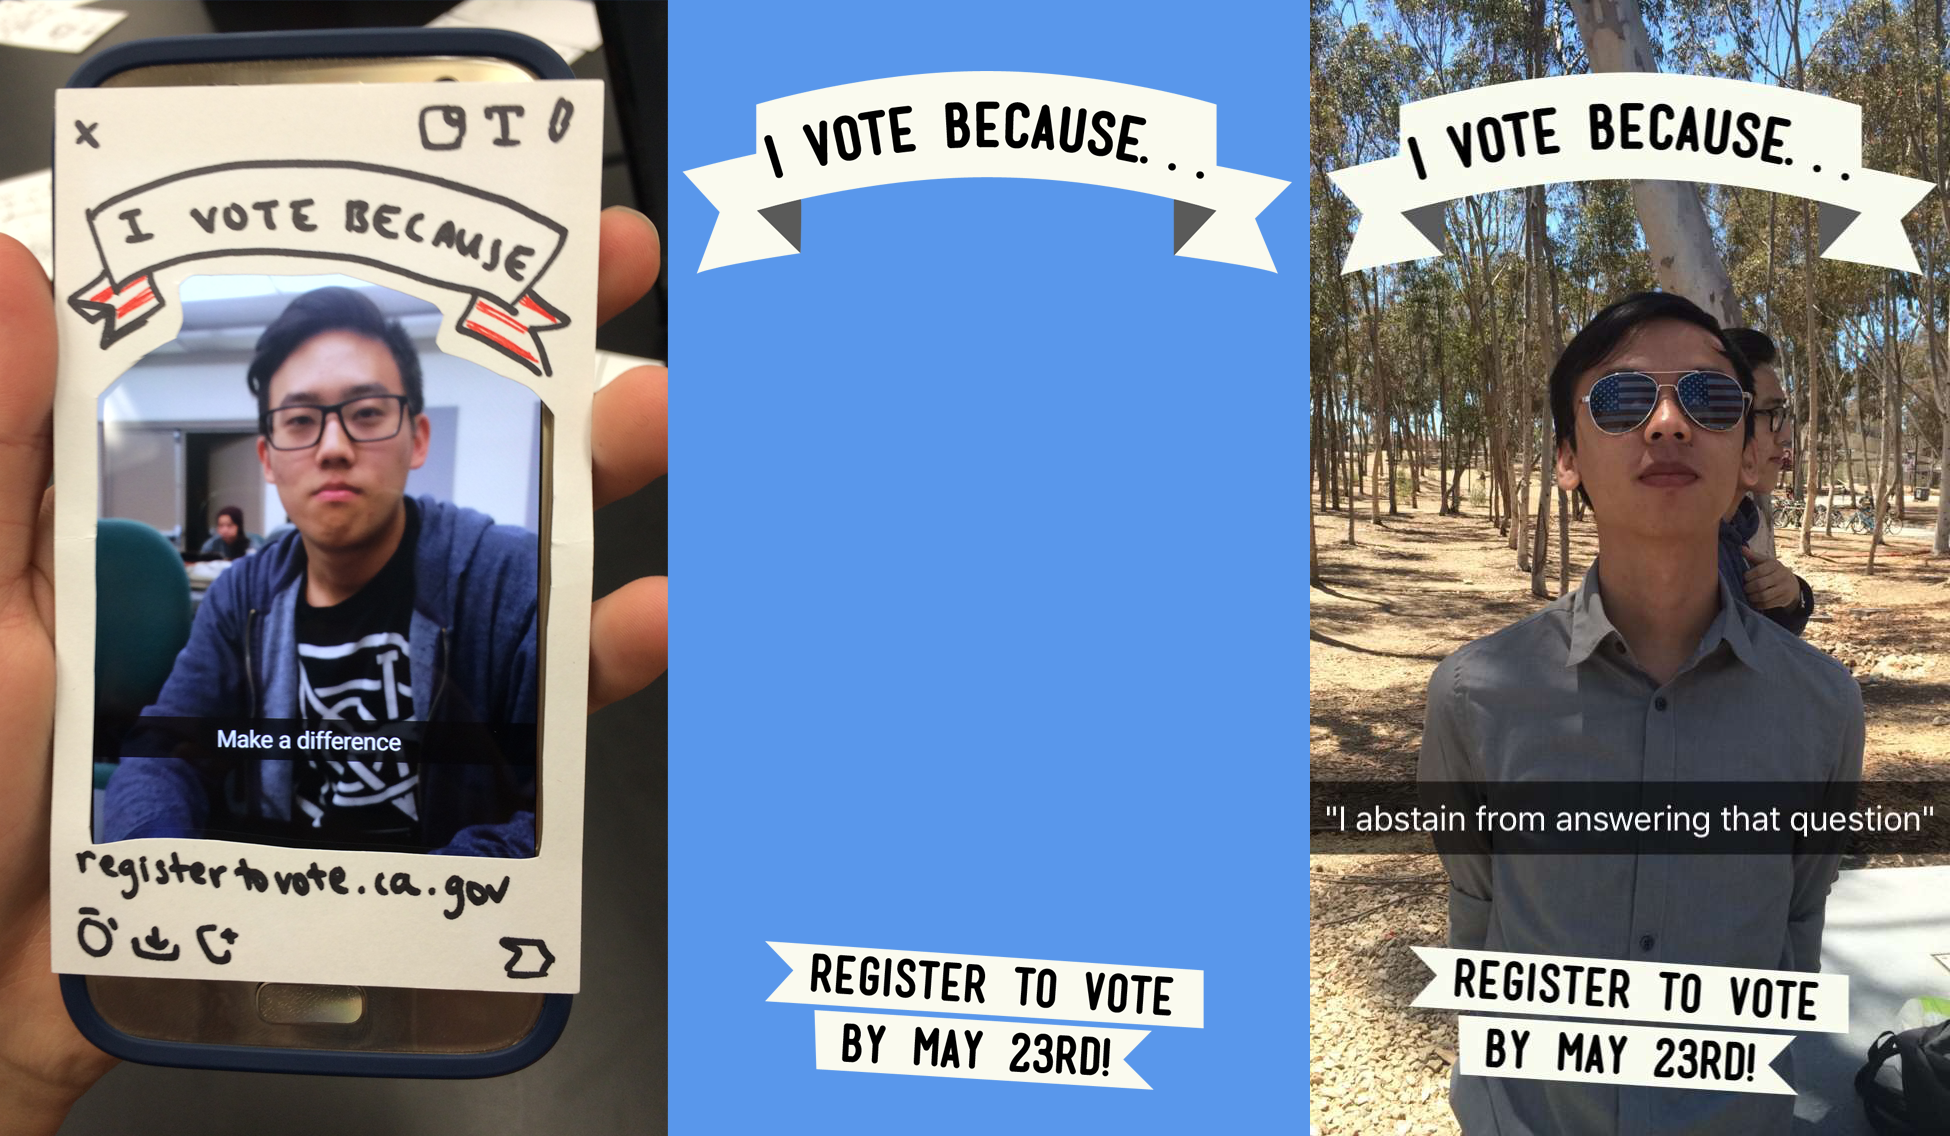 x
T
I VOTE BECAUSE
Make a difference
registertovote.ca.gov
I VOTE BECAUSE...
REGISTER TO VOTE
BY MAY 23RD!
I VOTE BECAUSE...
"I abstain from answering that question"
REGISTER TO VOTE
BY MAY 23RD!